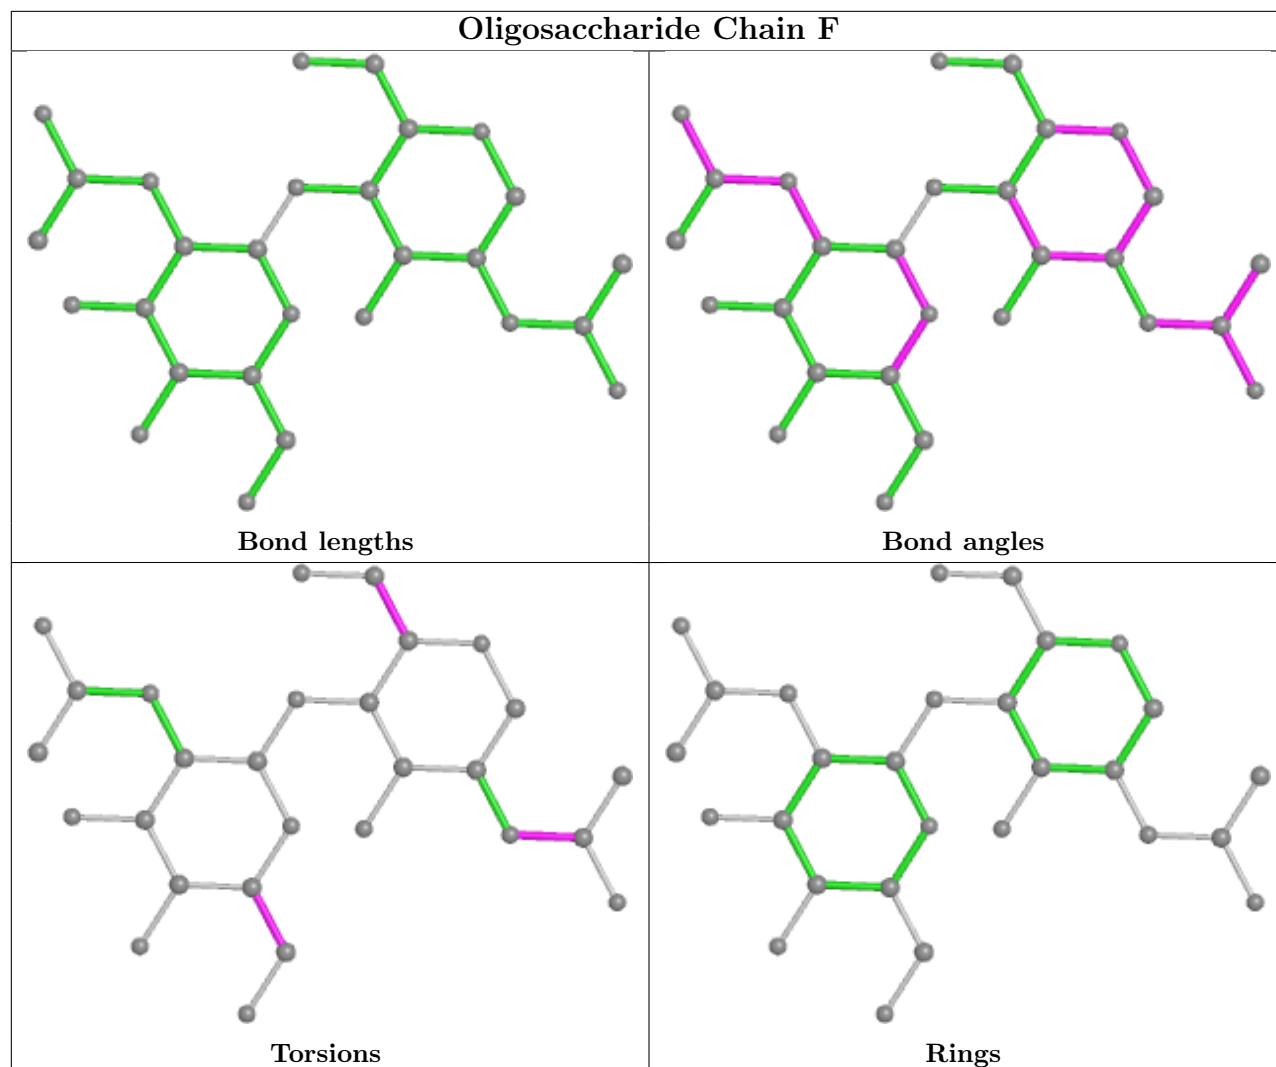 Oligosaccharide Chain F
Bond lengths
Bond angles
Torsions
Rings